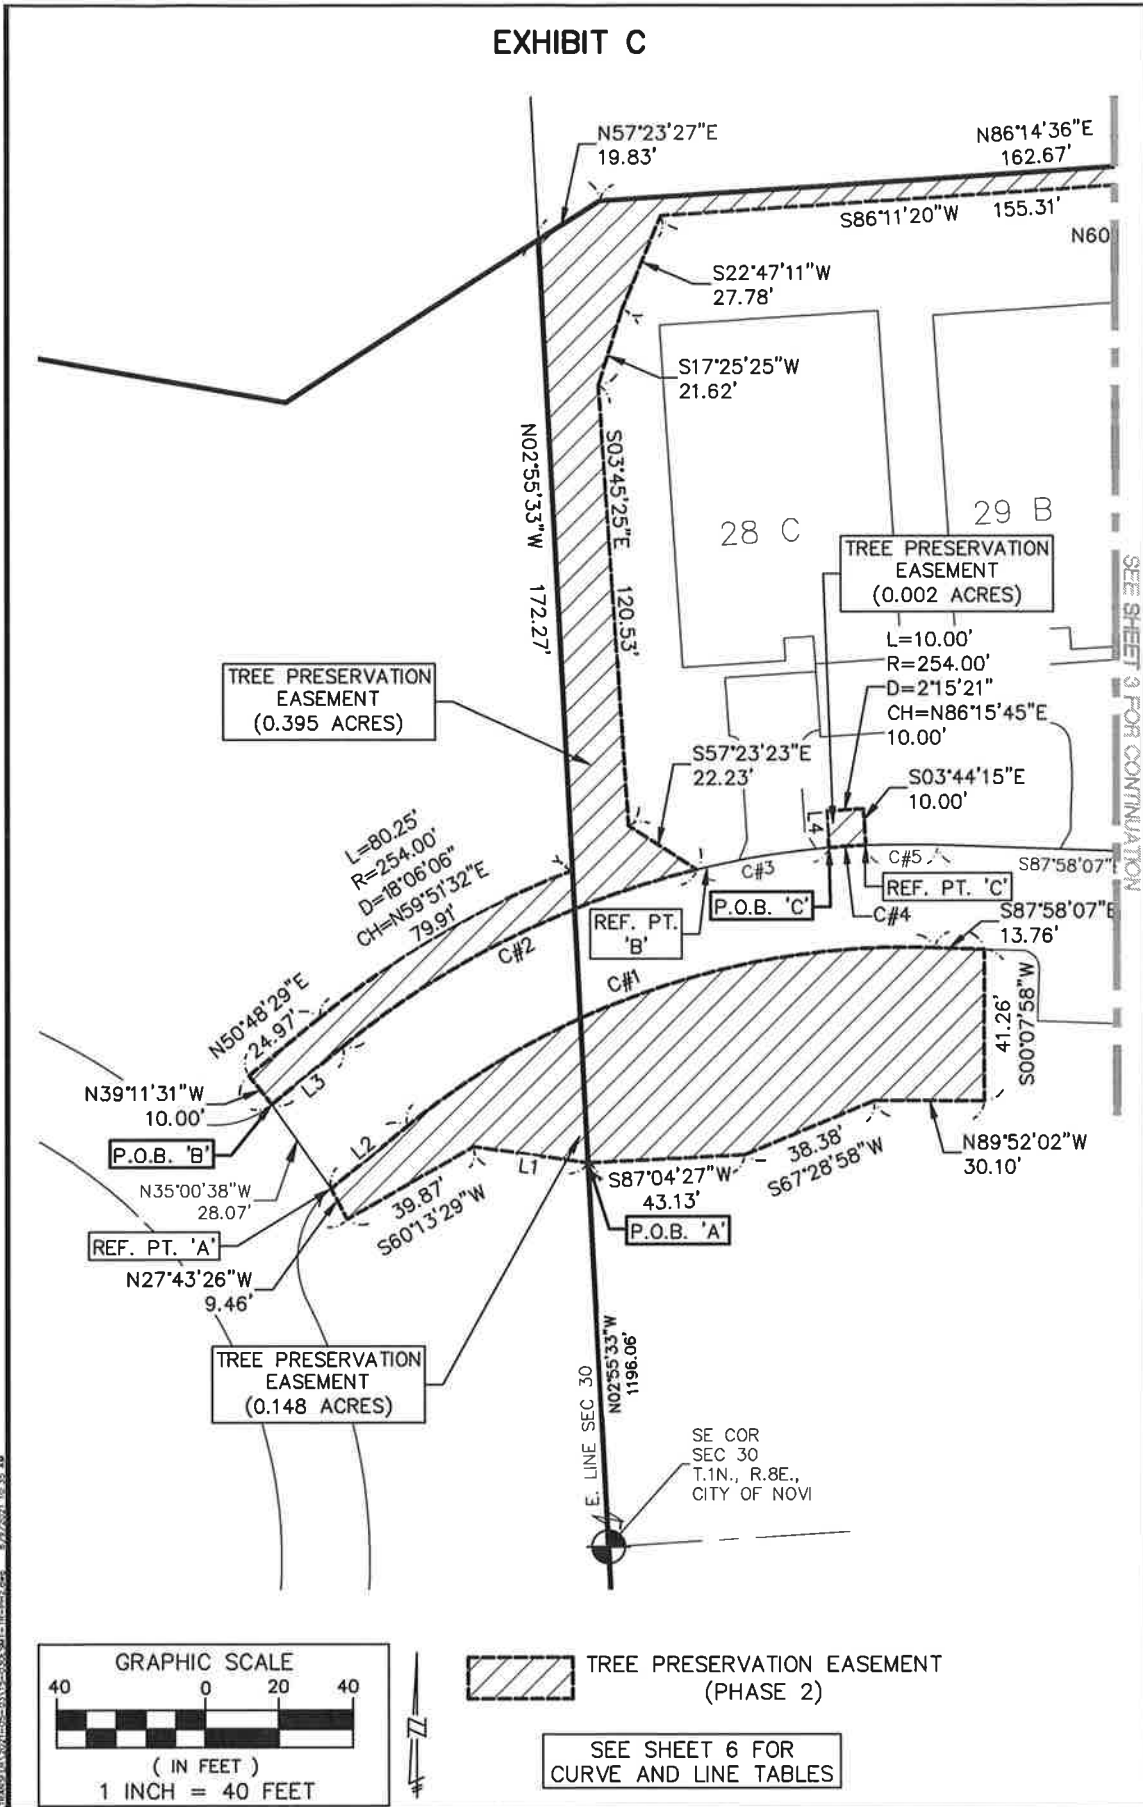 EXHIBIT C
N57°23'27"E
19.83'
N86°14'36"E
162.67'
S86°11'20"W 155.31'
N60
S22°47'11"W
27.78'
S17°25'25"W
21.62'
N02°55'33"W 172.27'
S03°45'25"E 120.53'
28 C
29 B
TREE PRESERVATION
EASEMENT
(0.002 ACRES)
L=10.00'
R=254.00'
D=2°15'21"
CH=N86°15'45"E
10.00'
SEE SHEET 3 FOR CONTINUATION
TREE PRESERVATION
EASEMENT
(0.395 ACRES)
S57°23'23"E
22.23'
S03°44'15"E
10.00'
L4
L=80.25'
R=254.00'
D=18°06'06"
CH=N59°51'32"E
79.91'
C#3
C#5
S87°58'07"
REF. PT. 'C'
P.O.B. 'C'
C#4
REF. PT.
'B'
S87°58'07"E
13.76'
C#2
C#1
N50°48'29"E
24.97'
41.26'
S00°07'58"W
N39°11'31"W
10.00'
L3
P.O.B. 'B'
L2
L1
N35°00'38"W
28.07'
39.87'
S60°13'29"W
S87°04'27"W
43.13'
38.38'
S67°28'58"W
N89°52'02"W
30.10'
P.O.B. 'A'
REF. PT. 'A'
N27°43'26"W
9.46'
TREE PRESERVATION
EASEMENT
(0.148 ACRES)
E. LINE SEC 30
N02°55'33"W
1196.06'
SE COR
SEC 30
T.1N., R.8E.,
CITY OF NOVI
GRAPHIC SCALE
40 0 20 40
( IN FEET )
1 INCH = 40 FEET
TREE PRESERVATION EASEMENT
(PHASE 2)
SEE SHEET 6 FOR
CURVE AND LINE TABLES